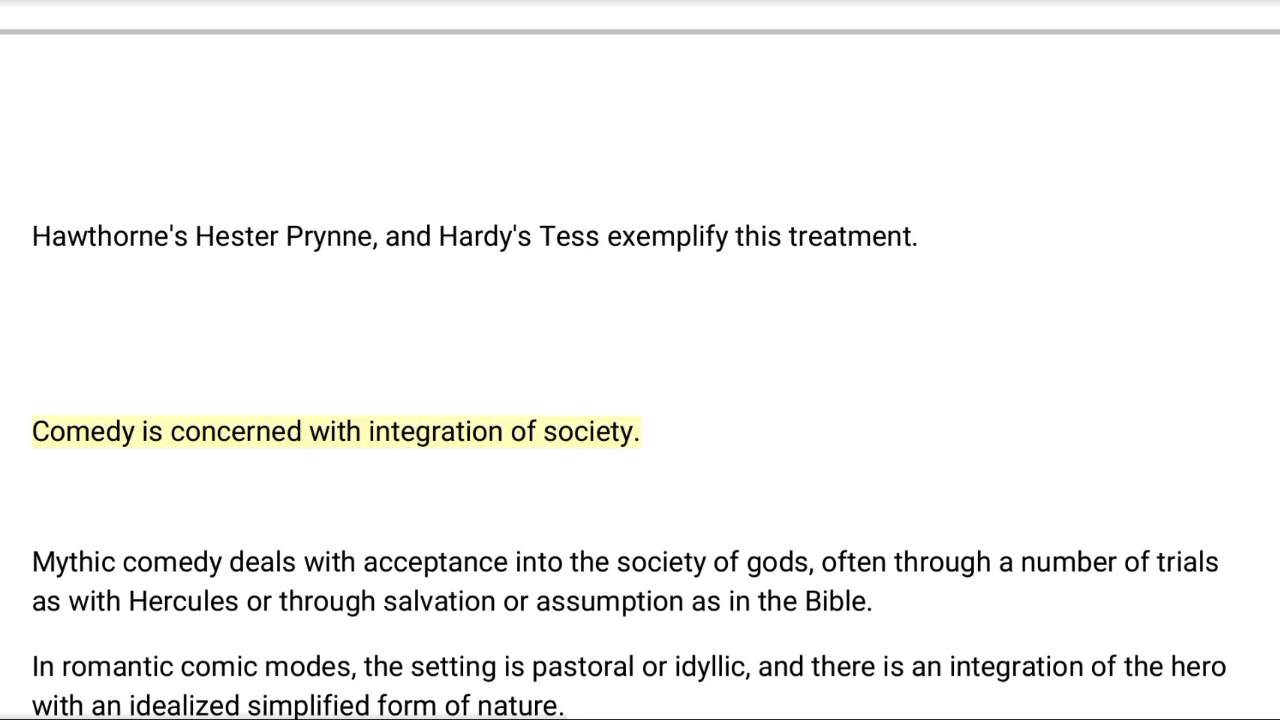 Hawthorne's Hester Prynne, and Hardy's Tess exemplify this treatment.
Comedy is concerned with integration of society.
Mythic comedy deals with acceptance into the society of gods, often through a number of trials
as with Hercules or through salvation or assumption as in the Bible.
In romantic comic modes, the setting is pastoral or idyllic, and there is an integration of the hero
with an idealized simplified form of nature.